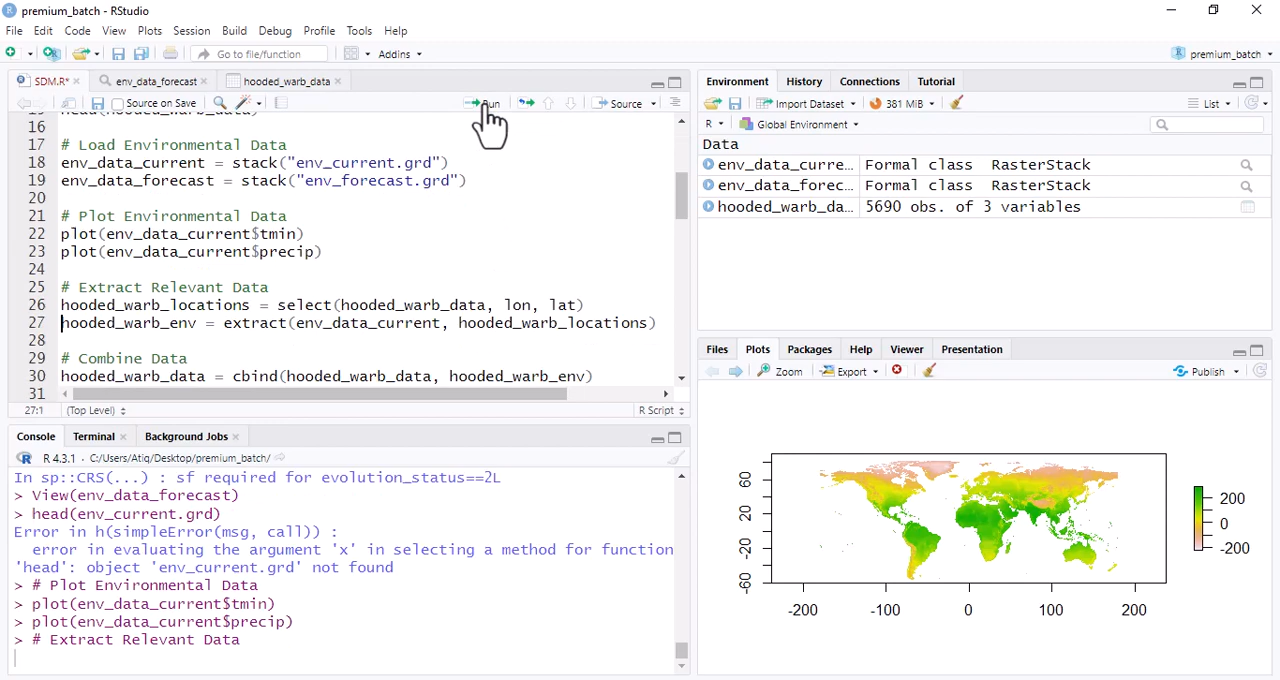 premium_batch - RStudio
File Edit Code View Plots Session Build Debug Profile Tools Help
Go to file/function Addins premium_batch
SDM.R* env_data_forecast hooded_warb_data
Source on Save Run Source
16
17 # Load Environmental Data
18 env_data_current = stack("env_current.grd")
19 env_data_forecast = stack("env_forecast.grd")
20
21 # Plot Environmental Data
22 plot(env_data_current$tmin)
23 plot(env_data_current$precip)
24
25 # Extract Relevant Data
26 hooded_warb_locations = select(hooded_warb_data, lon, lat)
27 hooded_warb_env = extract(env_data_current, hooded_warb_locations)
28
29 # Combine Data
30 hooded_warb_data = cbind(hooded_warb_data, hooded_warb_env)
31
27:1 (Top Level) R Script
Console Terminal Background Jobs
R 4.3.1 · C:/Users/Atiq/Desktop/premium_batch/
In sp::CRS(...) : sf required for evolution_status==2L
> View(env_data_forecast)
> head(env_current.grd)
Error in h(simpleError(msg, call)) :
error in evaluating the argument 'x' in selecting a method for function
'head': object 'env_current.grd' not found
> # Plot Environmental Data
> plot(env_data_current$tmin)
> plot(env_data_current$precip)
> # Extract Relevant Data
Environment History Connections Tutorial
Import Dataset 381 MiB List
R Global Environment
Data
env_data_curre… Formal class RasterStack
env_data_forec… Formal class RasterStack
hooded_warb_da… 5690 obs. of 3 variables
Files Plots Packages Help Viewer Presentation
Zoom Export Publish
60
20
-20
-60
-200 -100 0 100 200
200
0
-200